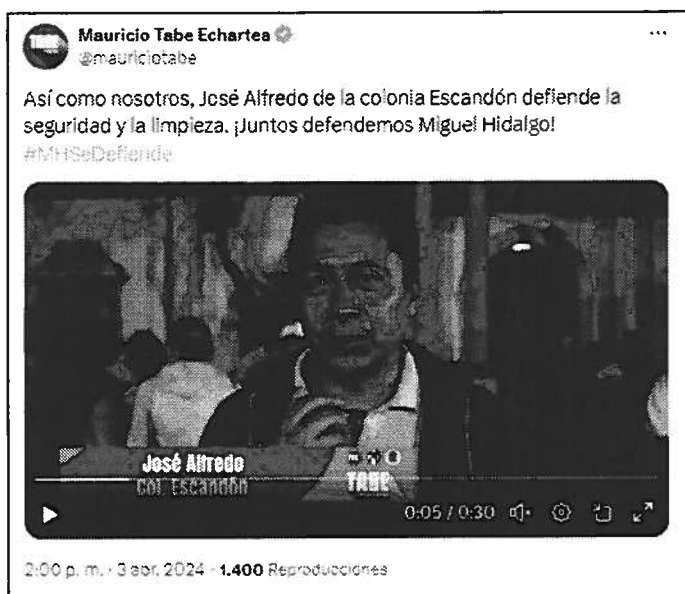 TABE
Mauricio Tabe Echartea
@mauriciotabe
Así como nosotros, José Alfredo de la colonia Escandón defiende la
seguridad y la limpieza. ¡Juntos defendemos Miguel Hidalgo!
#MHSeDefiende
José Alfredo
Col. Escandón
TABE
0:05 / 0:30
2:00 p. m. · 3 abr. 2024 · 1.400 Reproducciones